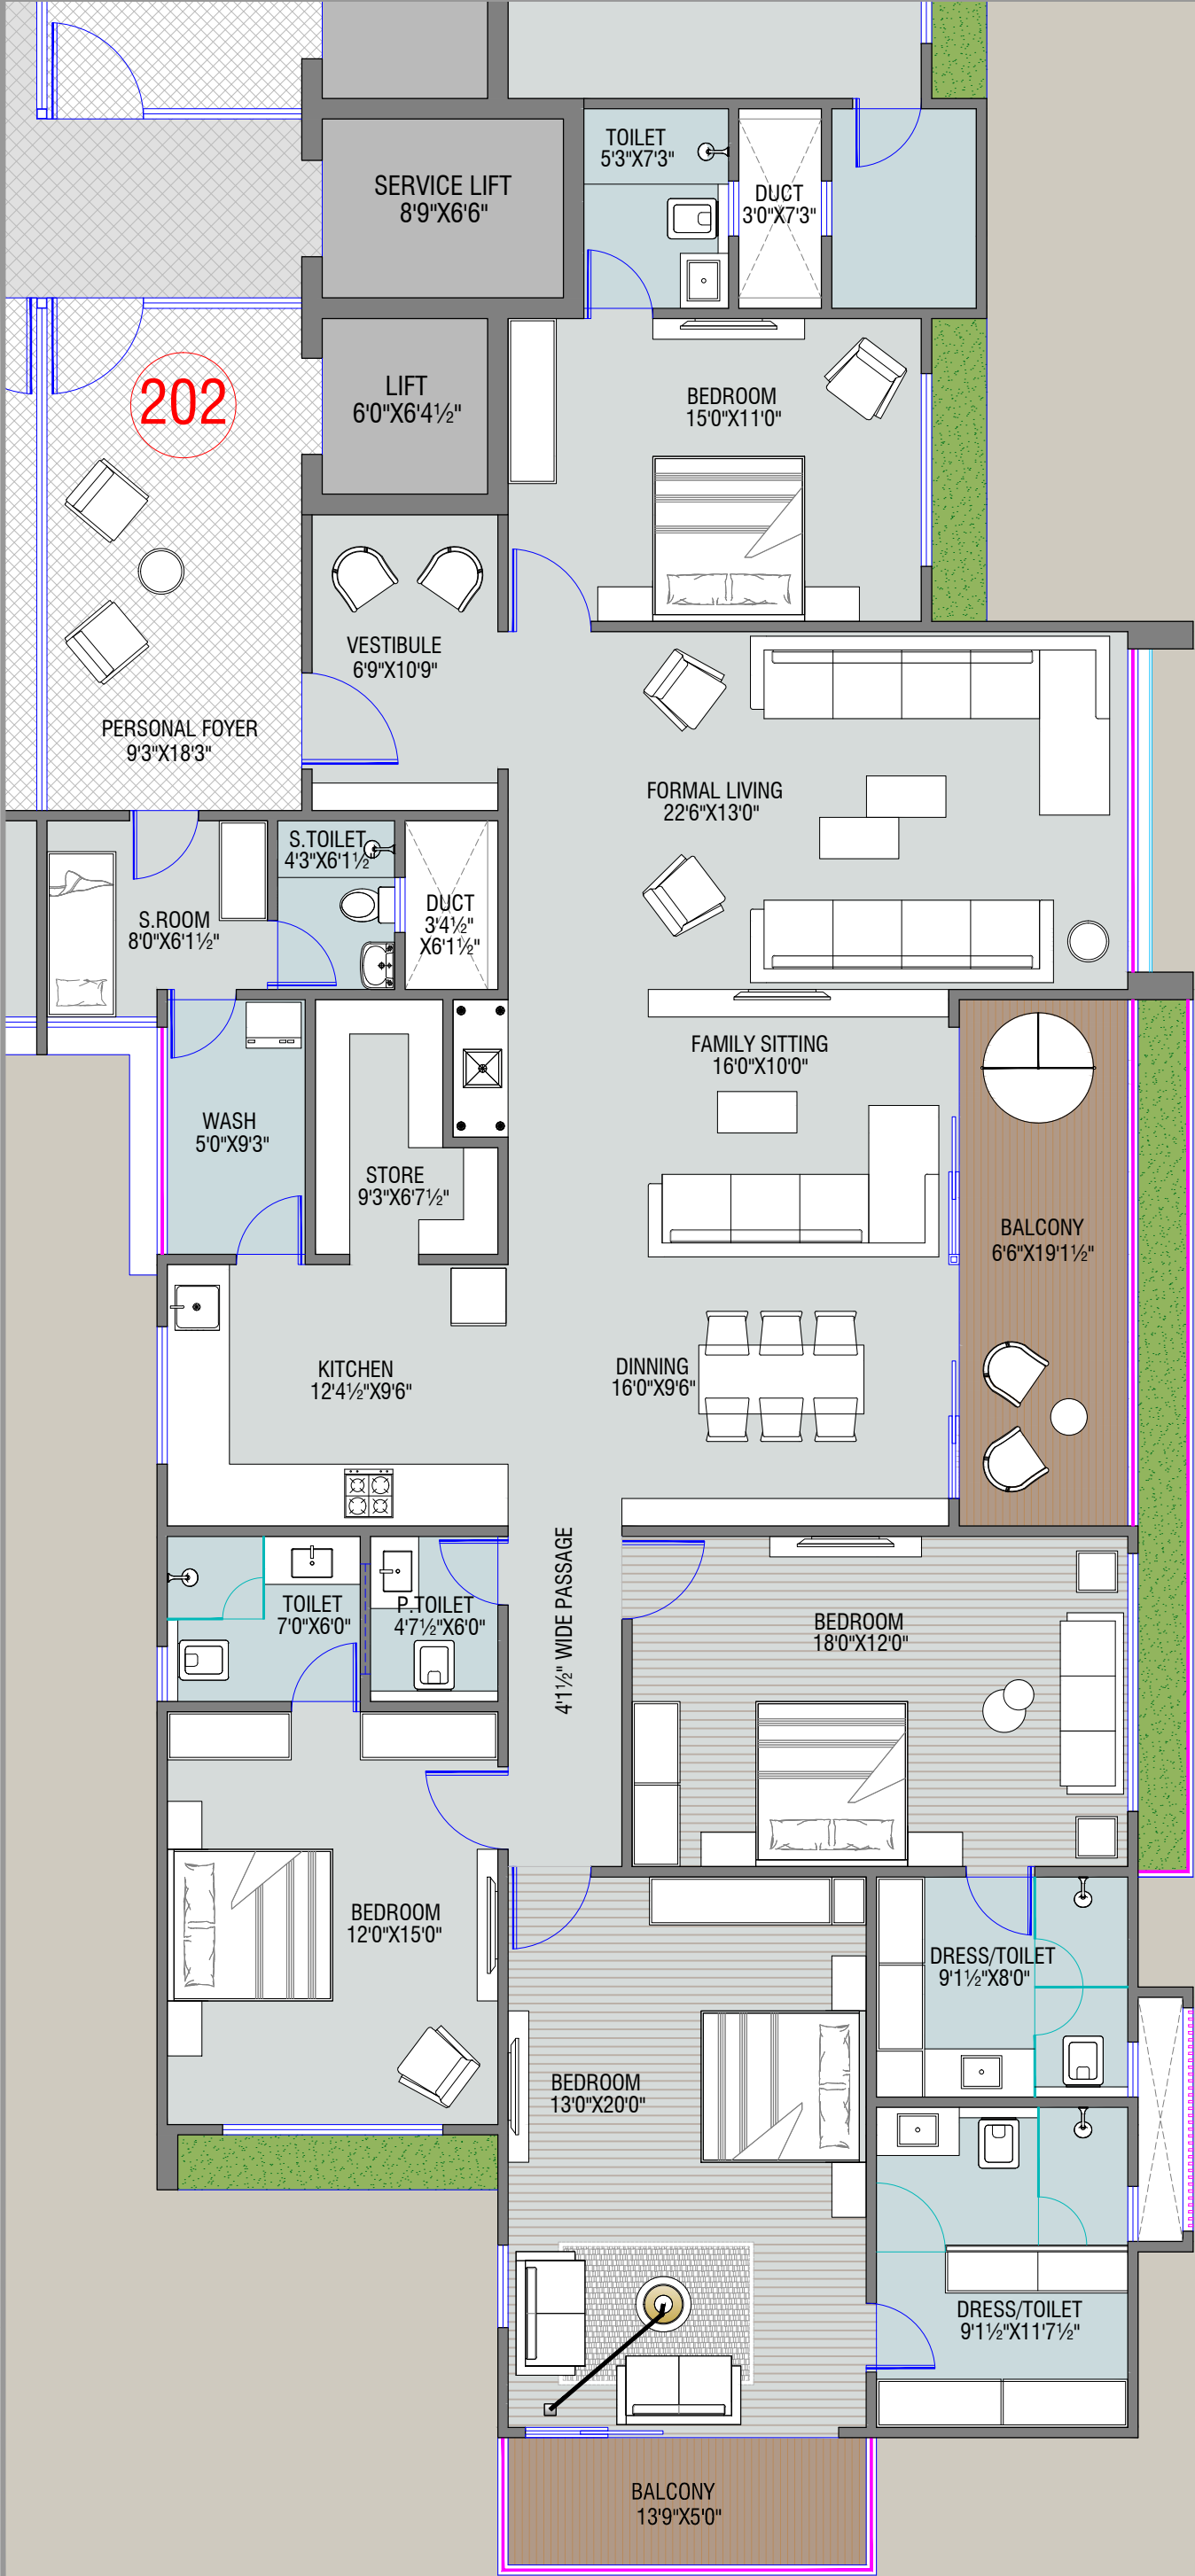 TOILET
5'3"X7'3"
SERVICE LIFT
8'9"X6'6"
DUCT
3'0"X7'3"
202
LIFT
6'0"X6'4½"
BEDROOM
15'0"X11'0"
VESTIBULE
6'9"X10'9"
PERSONAL FOYER
9'3"X18'3"
FORMAL LIVING
22'6"X13'0"
S.TOILET
4'3"X6'1½"
S.ROOM
8'0"X6'1½"
DUCT
3'4½"
X6'1½"
FAMILY SITTING
16'0"X10'0"
WASH
5'0"X9'3"
STORE
9'3"X6'7½"
BALCONY
6'6"X19'1½"
KITCHEN
12'4½"X9'6"
DINNING
16'0"X9'6"
TOILET
7'0"X6'0"
P.TOILET
4'7½"X6'0"
4'1½" WIDE PASSAGE
BEDROOM
18'0"X12'0"
BEDROOM
12'0"X15'0"
DRESS/TOILET
9'1½"X8'0"
BEDROOM
13'0"X20'0"
DRESS/TOILET
9'1½"X11'7½"
BALCONY
13'9"X5'0"